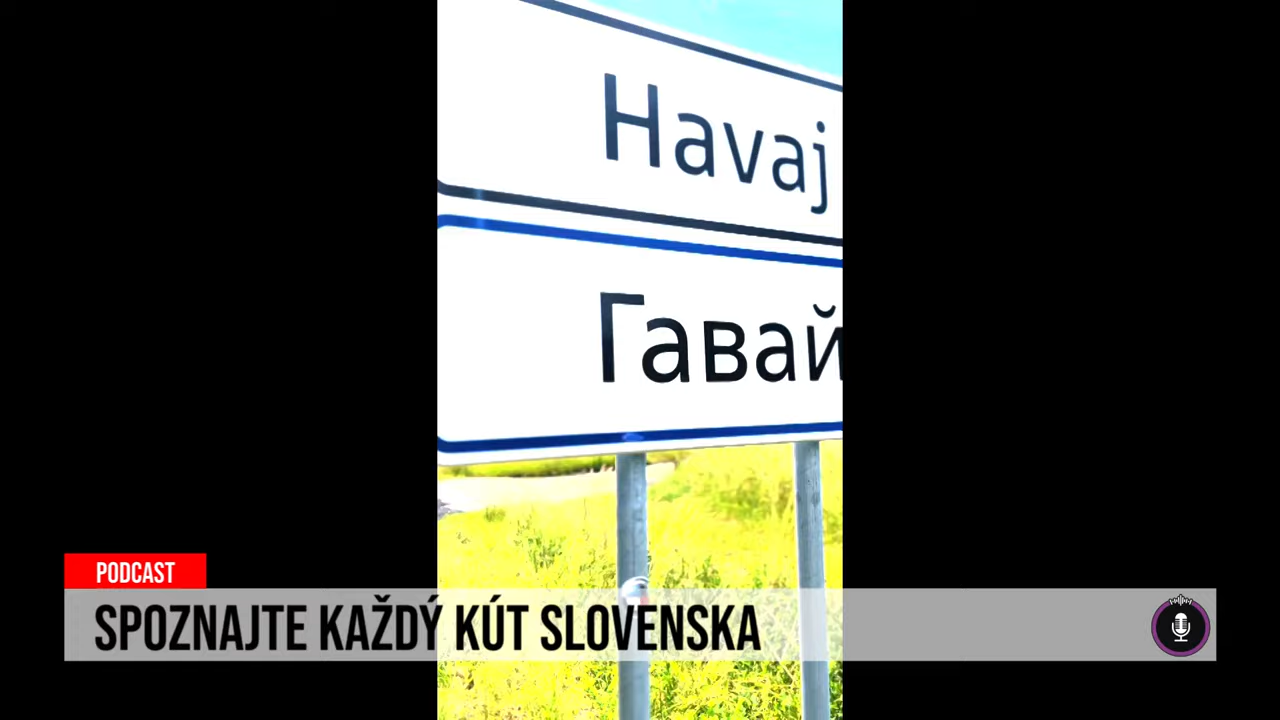 Havaj
Гавай
PODCAST
SPOZNAJTE KAŽDÝ KÚT SLOVENSKA